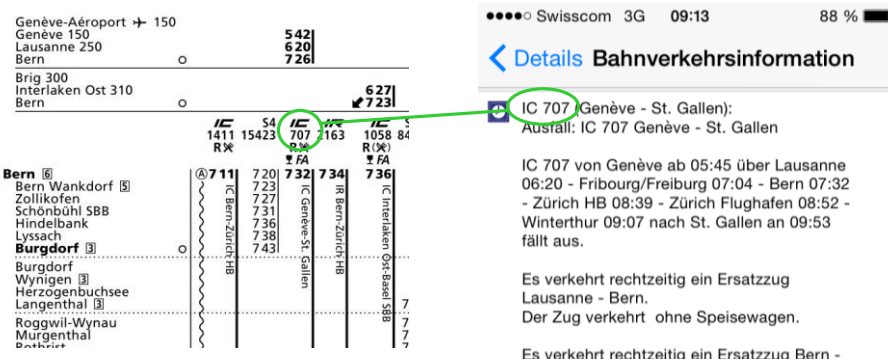 Genève-Aéroport ✈ 150
Genève 150 542
Lausanne 250 620
Bern o 726
Brig 300
Interlaken Ost 310 627
Bern o 723
IC S4 IC IR IC
1411 15423 707 2163 1058 84
R R R
FA FA
Bern 6 A 711 720 732 734 736
Bern Wankdorf 5 723
Zollikofen 727
Schönbühl SBB 731
Hindelbank 736
Lyssach 738
Burgdorf 3 o 743
IC Bern-Zürich HB
IC Genève-St. Gallen
IR Bern-Zürich HB
IC Interlaken Ost-Basel SBB
Burgdorf
Wynigen 3
Herzogenbuchsee
Langenthal 3 7
Roggwil-Wynau 7
Murgenthal 7
Rothrist 7
Swisscom 3G 09:13 88 %
Details Bahnverkehrsinformation
IC 707 (Genève - St. Gallen):
Ausfall: IC 707 Genève - St. Gallen
IC 707 von Genève ab 05:45 über Lausanne
06:20 - Fribourg/Freiburg 07:04 - Bern 07:32
- Zürich HB 08:39 - Zürich Flughafen 08:52 -
Winterthur 09:07 nach St. Gallen an 09:53
fällt aus.
Es verkehrt rechtzeitig ein Ersatzzug
Lausanne - Bern.
Der Zug verkehrt ohne Speisewagen.
Es verkehrt rechtzeitig ein Ersatzzug Bern -